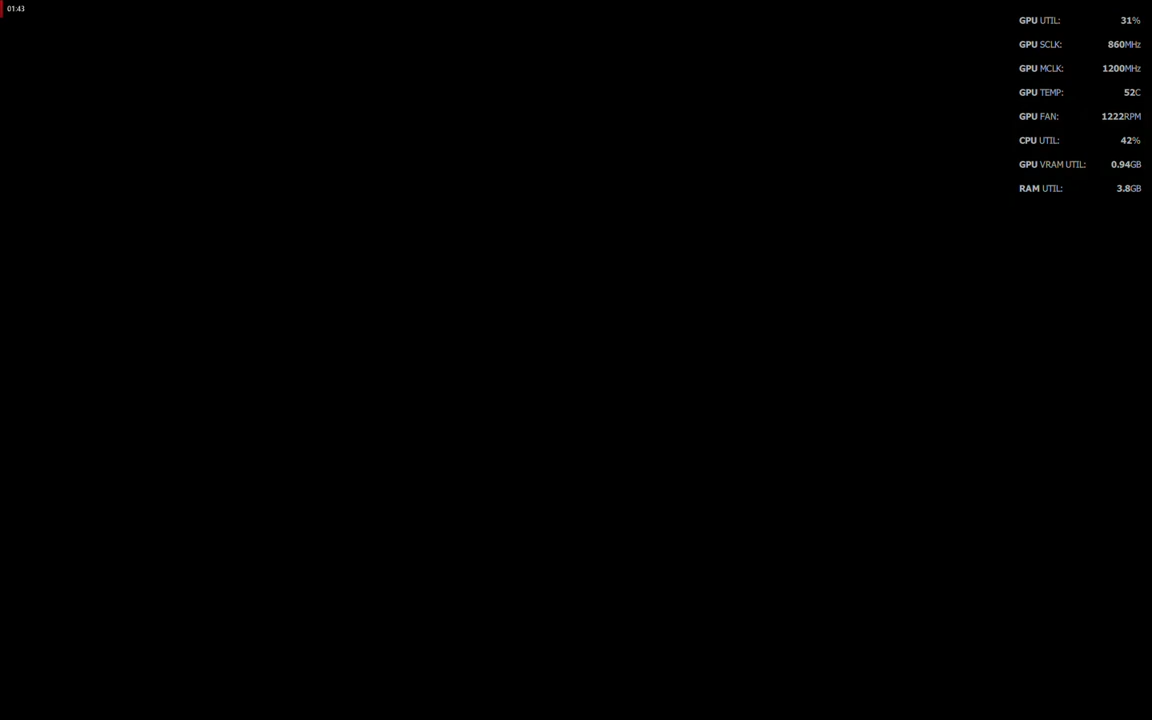 01:43
GPU UTIL: 31%
GPU SCLK: 860MHz
GPU MCLK: 1200MHz
GPU TEMP: 52C
GPU FAN: 1222RPM
CPU UTIL: 42%
GPU VRAM UTIL: 0.94GB
RAM UTIL: 3.8GB